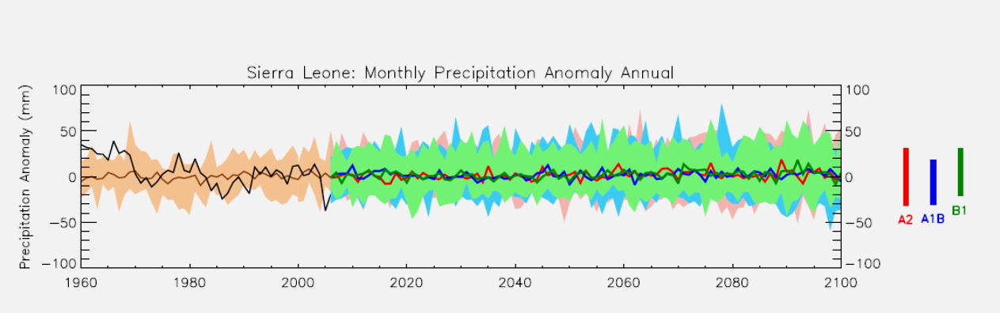 Sierra Leone: Monthly Precipitation Anomaly Annual
Precipitation Anomaly (mm)
100 100
50 50
0 0
−50 −50
−100 −100
1960 1980 2000 2020 2040 2060 2080 2100
A2 A1B B1